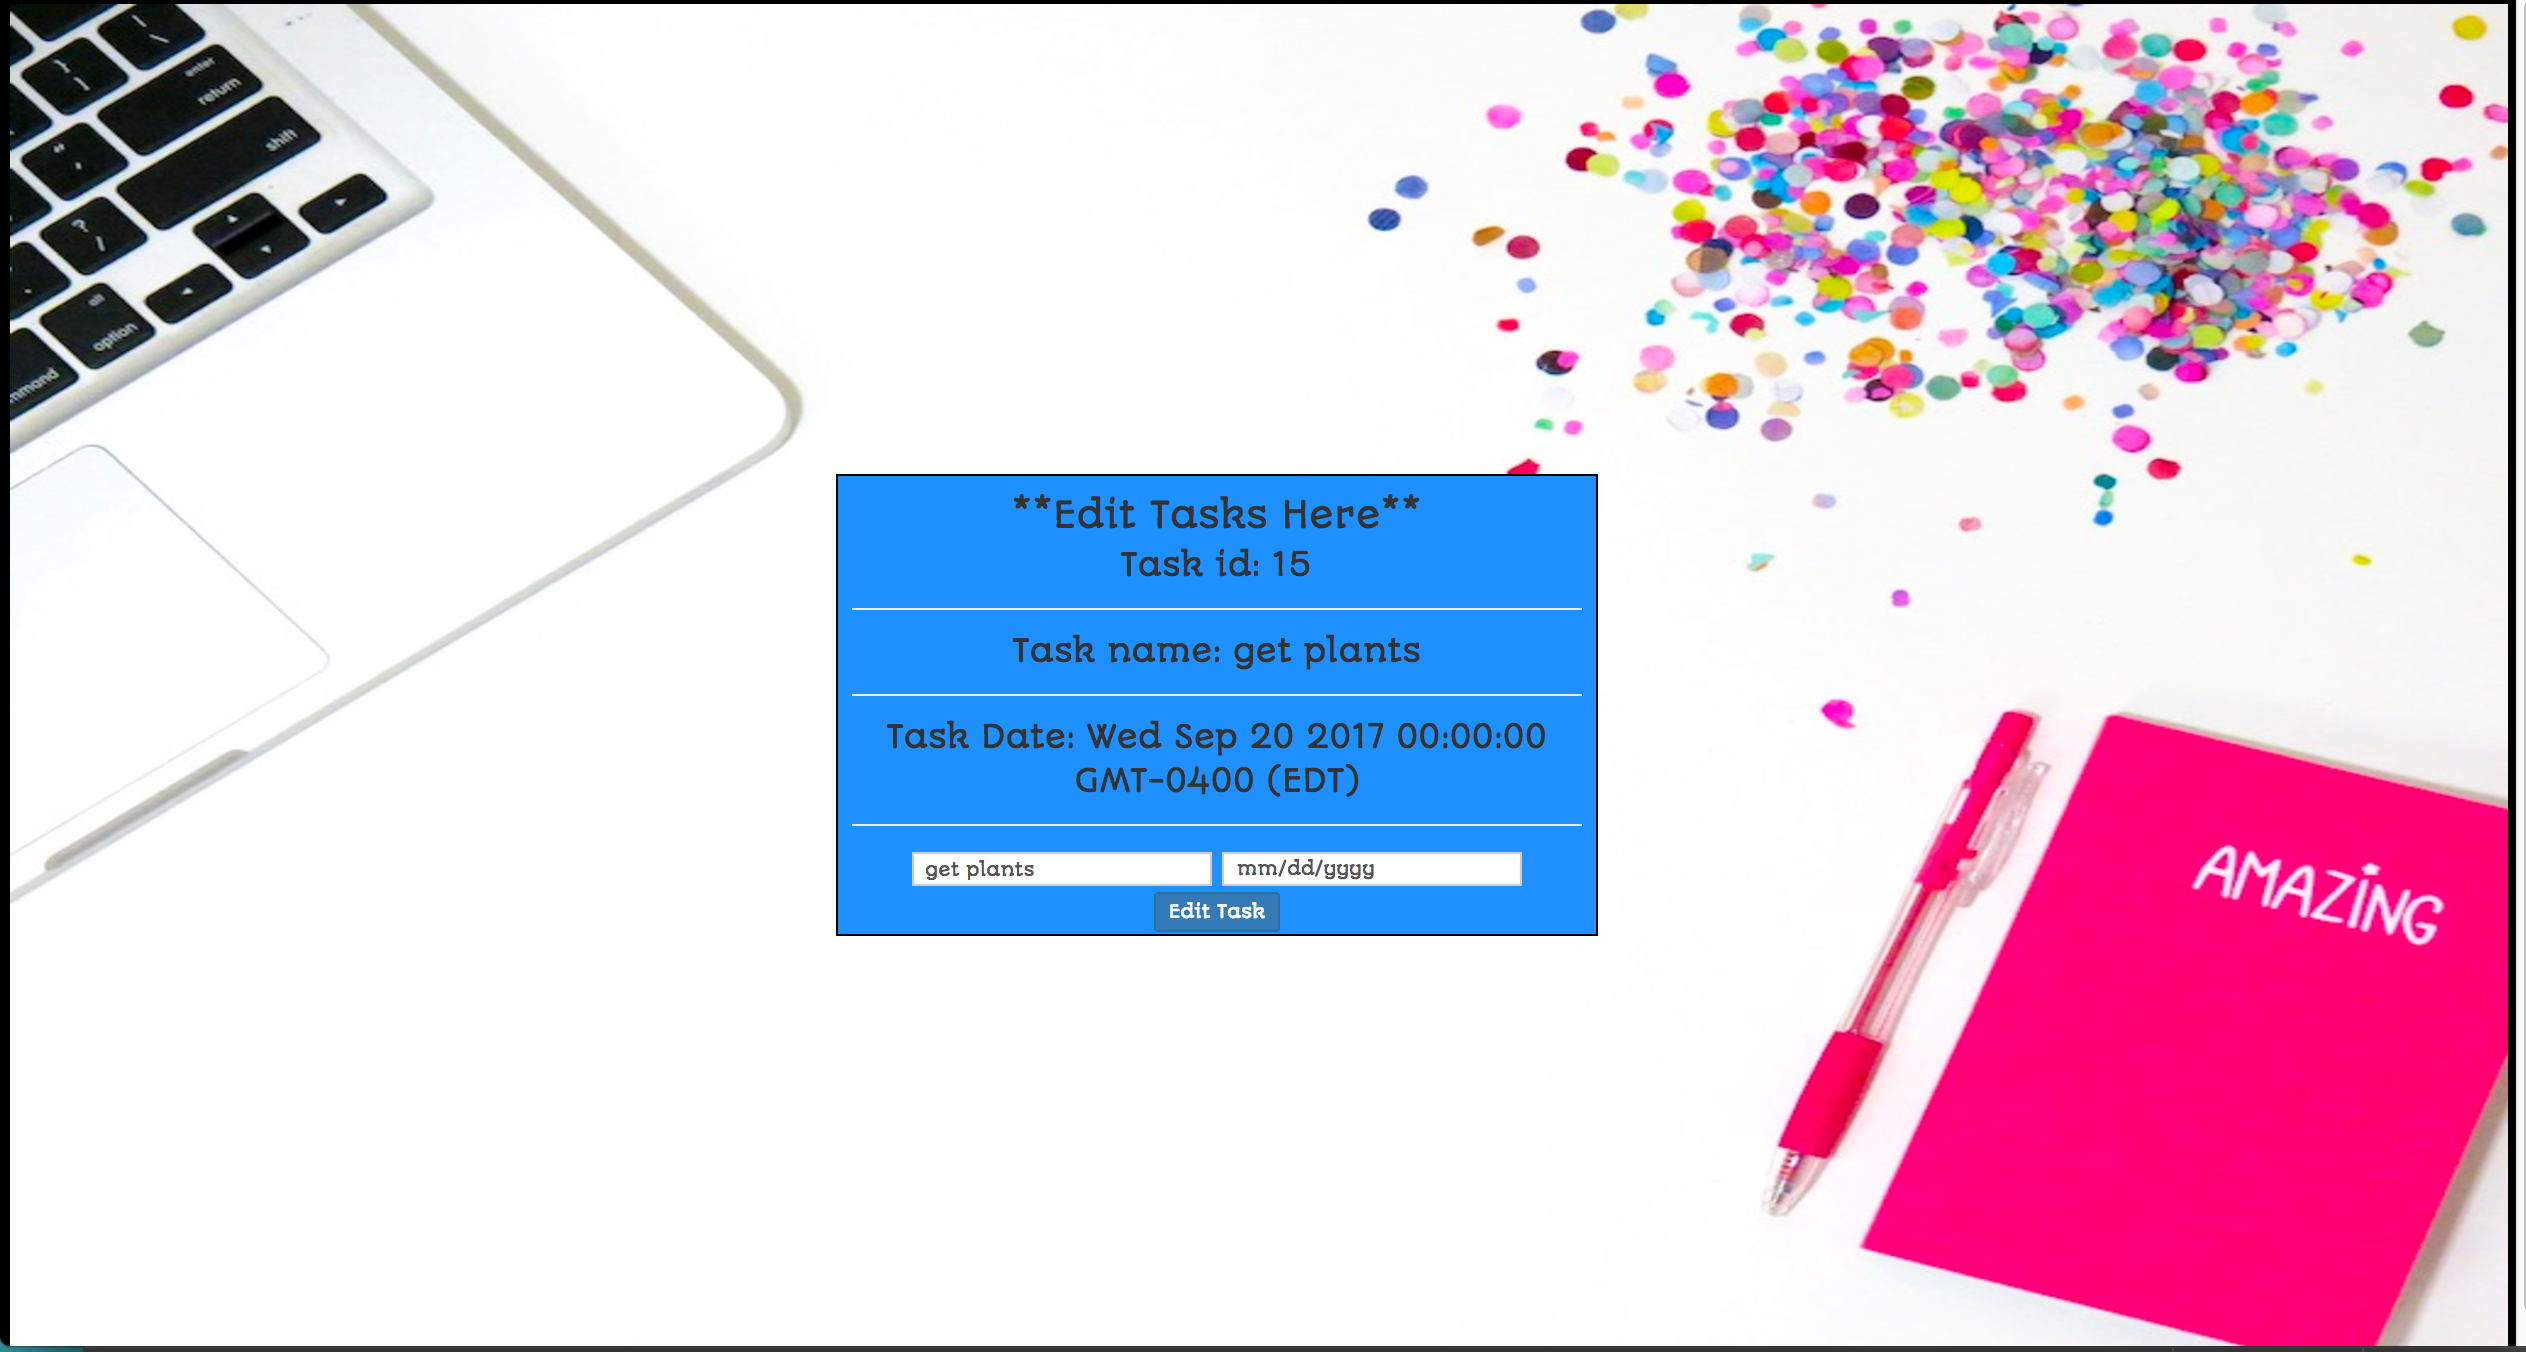 enter
return
shift
alt
option
mmand
**Edit Tasks Here**
Task id: 15
Task name: get plants
Task Date: Wed Sep 20 2017 00:00:00
GMT-0400 (EDT)
get plants mm/dd/yyyy
Edit Task
AMAZING